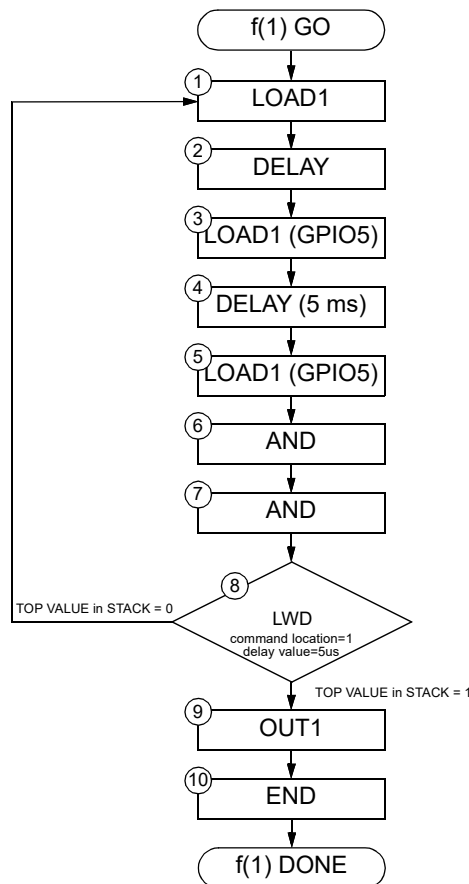 f(1) GO
1
LOAD1
2
DELAY
3
LOAD1 (GPIO5)
4
DELAY (5 ms)
5
LOAD1 (GPIO5)
6
AND
7
AND
8
TOP VALUE in STACK = 0
LWD
command location=1
delay value=5us
TOP VALUE in STACK = 1
9
OUT1
10
END
f(1) DONE